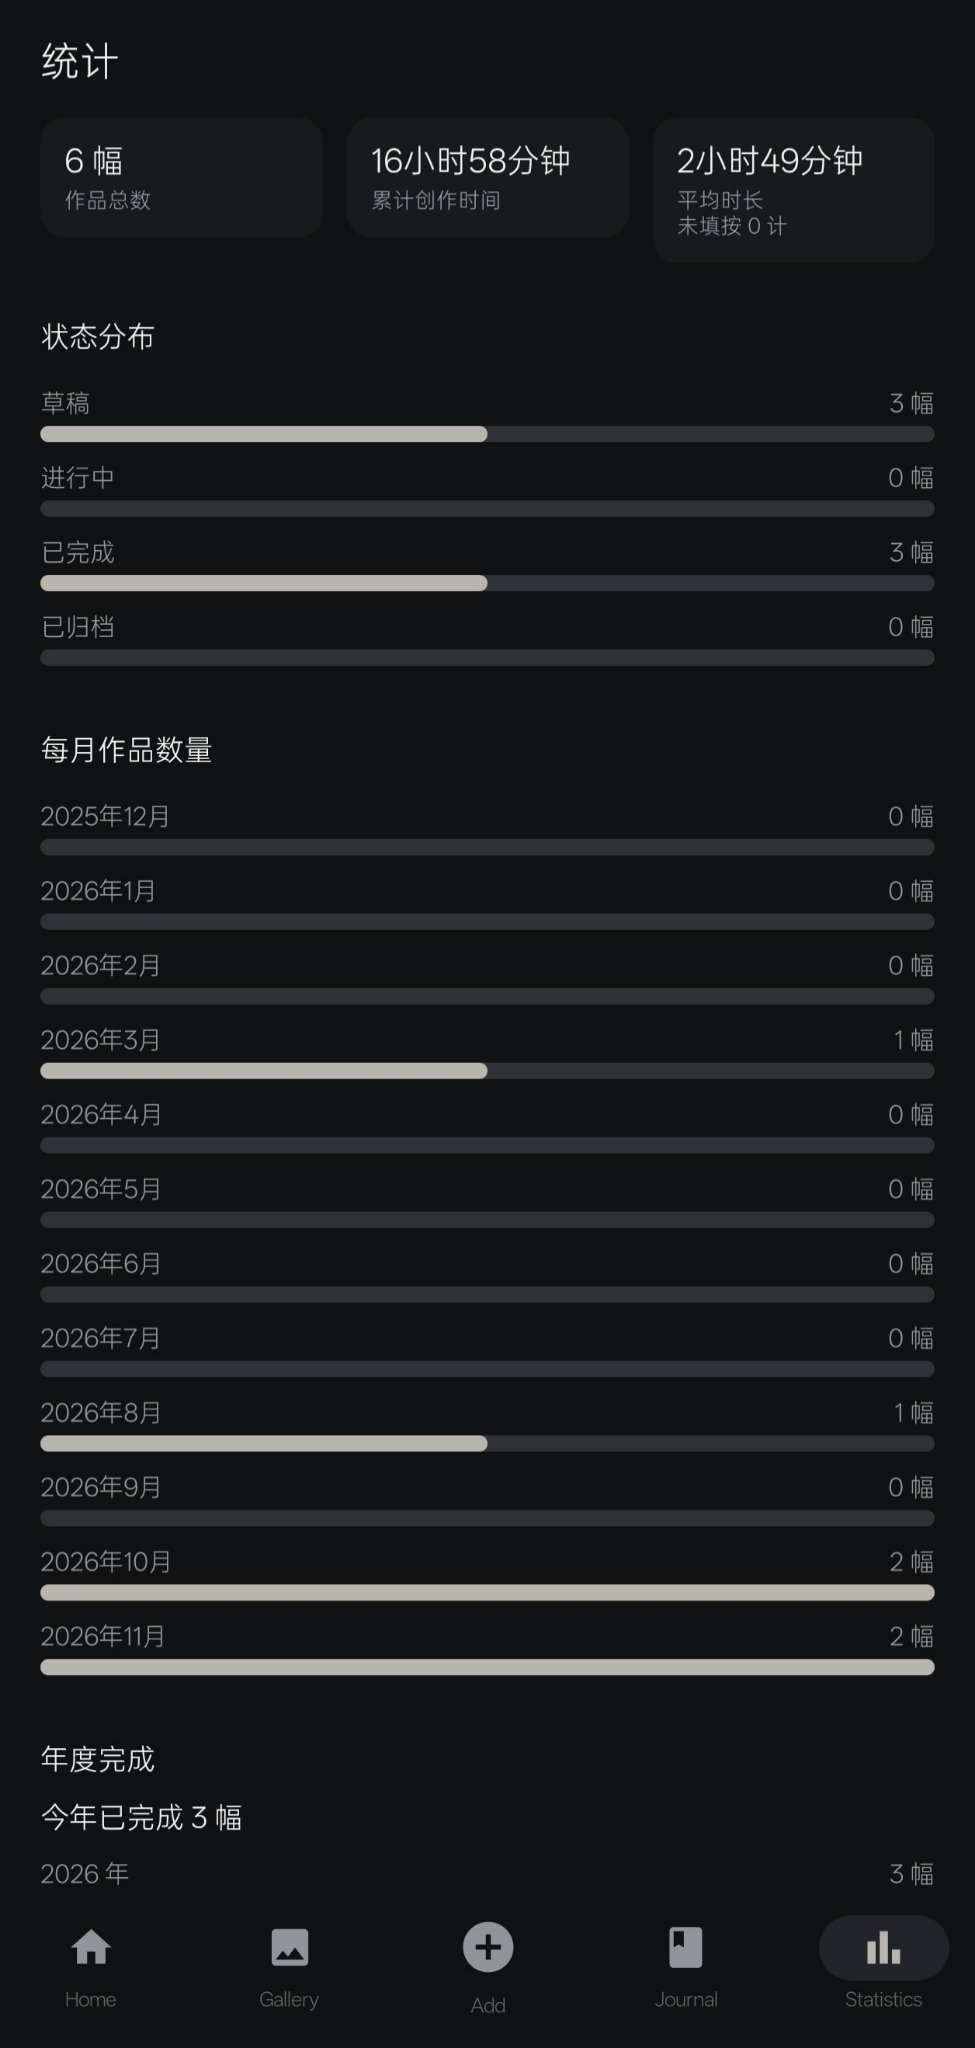 统计
6 幅
作品总数
16小时58分钟
累计创作时间
2小时49分钟
平均时长
未填按 0 计
状态分布
草稿 3 幅
进行中 0 幅
已完成 3 幅
已归档 0 幅
每月作品数量
2025年12月 0 幅
2026年1月 0 幅
2026年2月 0 幅
2026年3月 1 幅
2026年4月 0 幅
2026年5月 0 幅
2026年6月 0 幅
2026年7月 0 幅
2026年8月 1 幅
2026年9月 0 幅
2026年10月 2 幅
2026年11月 2 幅
年度完成
今年已完成 3 幅
2026 年 3 幅
Home Gallery Add Journal Statistics